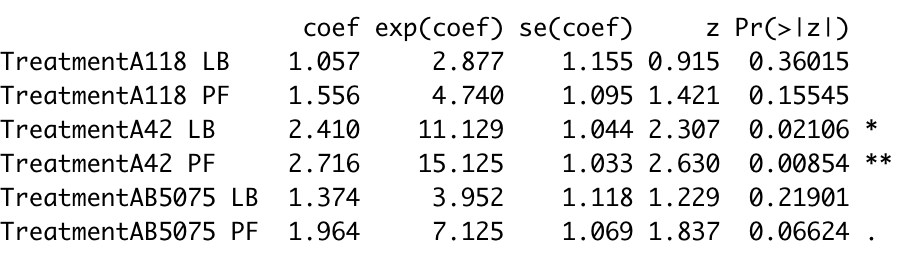 coef exp(coef) se(coef) z Pr(>|z|)
TreatmentA118 LB 1.057 2.877 1.155 0.915 0.36015
TreatmentA118 PF 1.556 4.740 1.095 1.421 0.15545
TreatmentA42 LB 2.410 11.129 1.044 2.307 0.02106 *
TreatmentA42 PF 2.716 15.125 1.033 2.630 0.00854 **
TreatmentAB5075 LB 1.374 3.952 1.118 1.229 0.21901
TreatmentAB5075 PF 1.964 7.125 1.069 1.837 0.06624 .